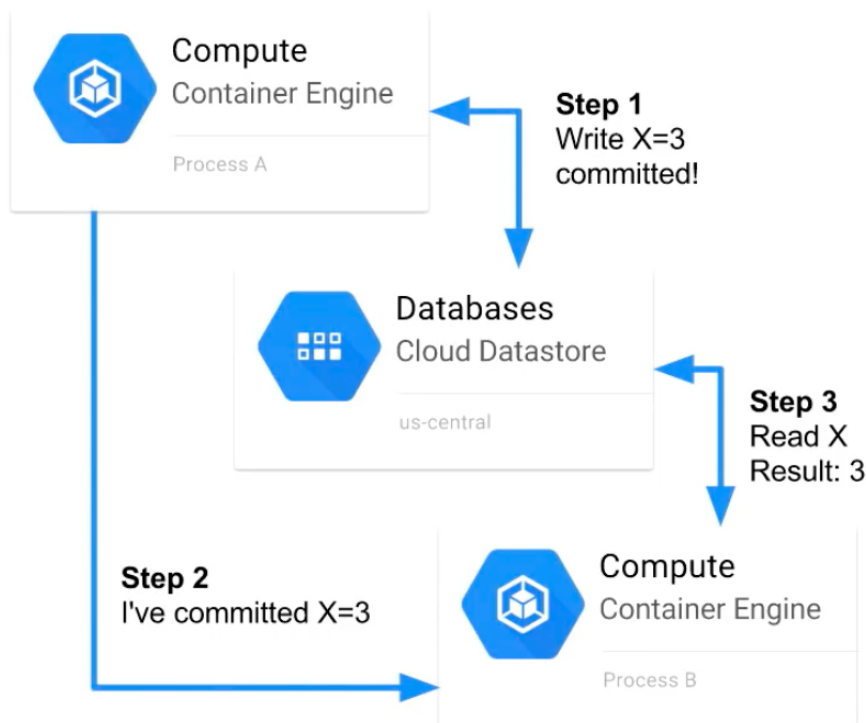 Compute
Container Engine
Process A
Step 1
Write X=3
committed!
Databases
Cloud Datastore
us-central
Step 3
Read X
Result: 3
Step 2
I've committed X=3
Compute
Container Engine
Process B